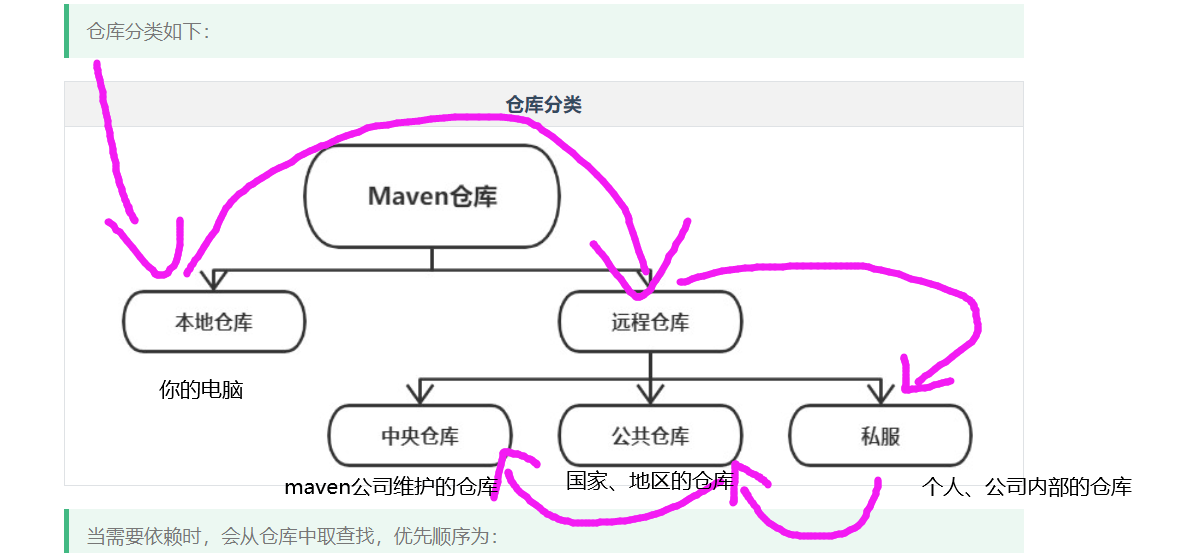 仓库分类如下：
仓库分类
Maven仓库
本地仓库
远程仓库
你的电脑
中央仓库
公共仓库
私服
maven公司维护的仓库
国家、地区的仓库
个人、公司内部的仓库
当需要依赖时，会从仓库中取查找，优先顺序为：